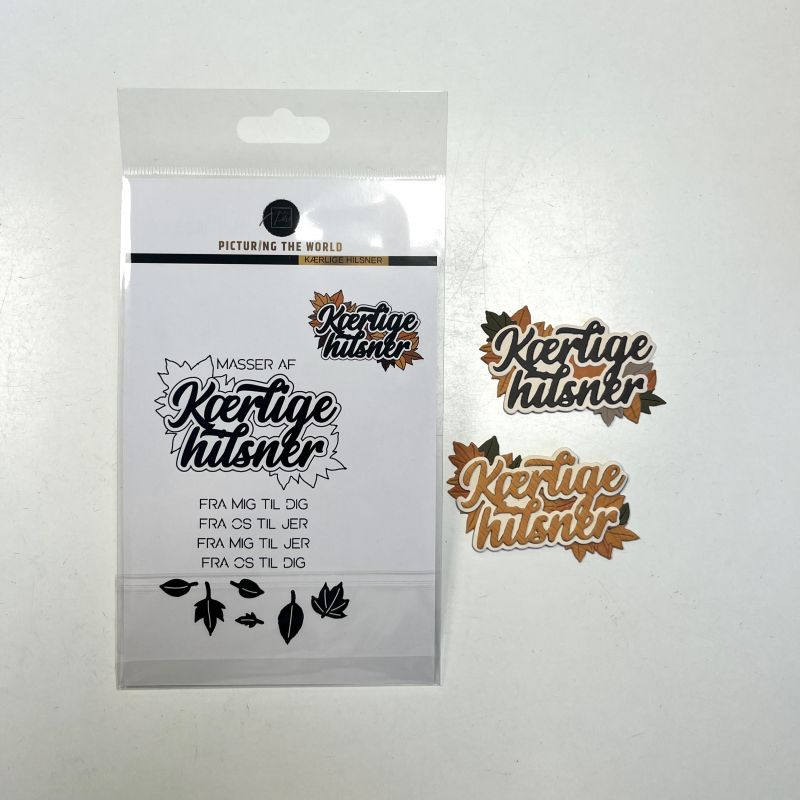 PICTURING THE WORLD
KÆRLIGE HILSNER
Kærlige
hilsner
MASSER AF
Kærlige
hilsner
FRA MIG TIL DIG
FRA OS TIL JER
FRA MIG TIL JER
FRA OS TIL DIG
Kærlige
hilsner
Kærlige
hilsner